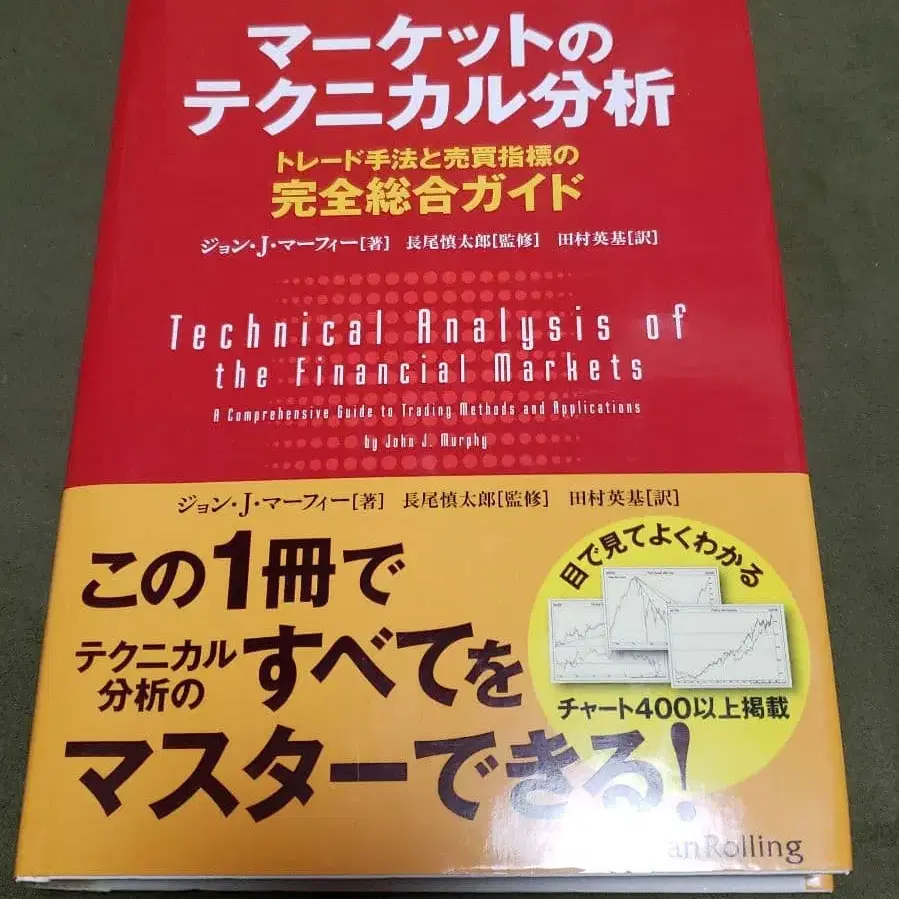 マーケットの
テクニカル分析
トレード手法と売買指標の
完全総合ガイド
ジョン・J・マーフィー[著] 長尾慎太郎[監修] 田村英基[訳]
Technical Analysis of
the Financial Markets
A Comprehensive Guide to Trading Methods and Applications
by John J. Murphy
ジョン・J・マーフィー[著] 長尾慎太郎[監修] 田村英基[訳]
この1冊で
テクニカル
分析の
すべてを
マスターできる!
目で見てよくわかる
チャート400以上掲載
anRolling